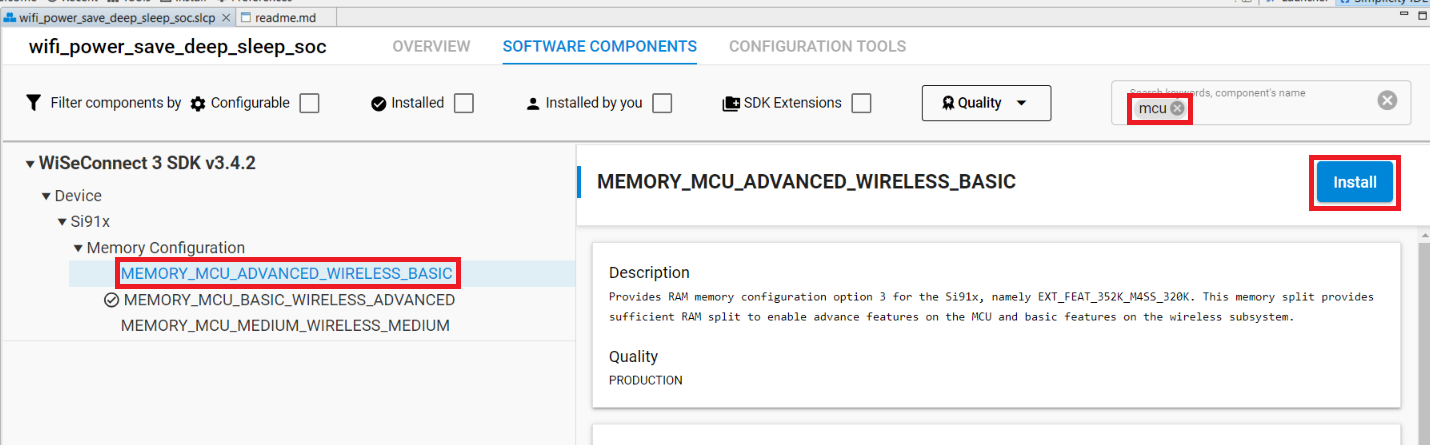 wifi_power_save_deep_sleep_soc.slcp
readme.md
wifi_power_save_deep_sleep_soc
OVERVIEW
SOFTWARE COMPONENTS
CONFIGURATION TOOLS
Filter components by
Configurable
Installed
Installed by you
SDK Extensions
Quality
Search keywords, component's name
mcu
WiSeConnect 3 SDK v3.4.2
Device
Si91x
Memory Configuration
MEMORY_MCU_ADVANCED_WIRELESS_BASIC
MEMORY_MCU_BASIC_WIRELESS_ADVANCED
MEMORY_MCU_MEDIUM_WIRELESS_MEDIUM
MEMORY_MCU_ADVANCED_WIRELESS_BASIC
Install
Description
Provides RAM memory configuration option 3 for the Si91x, namely EXT_FEAT_352K_M4SS_320K. This memory split provides
sufficient RAM split to enable advance features on the MCU and basic features on the wireless subsystem.
Quality
PRODUCTION